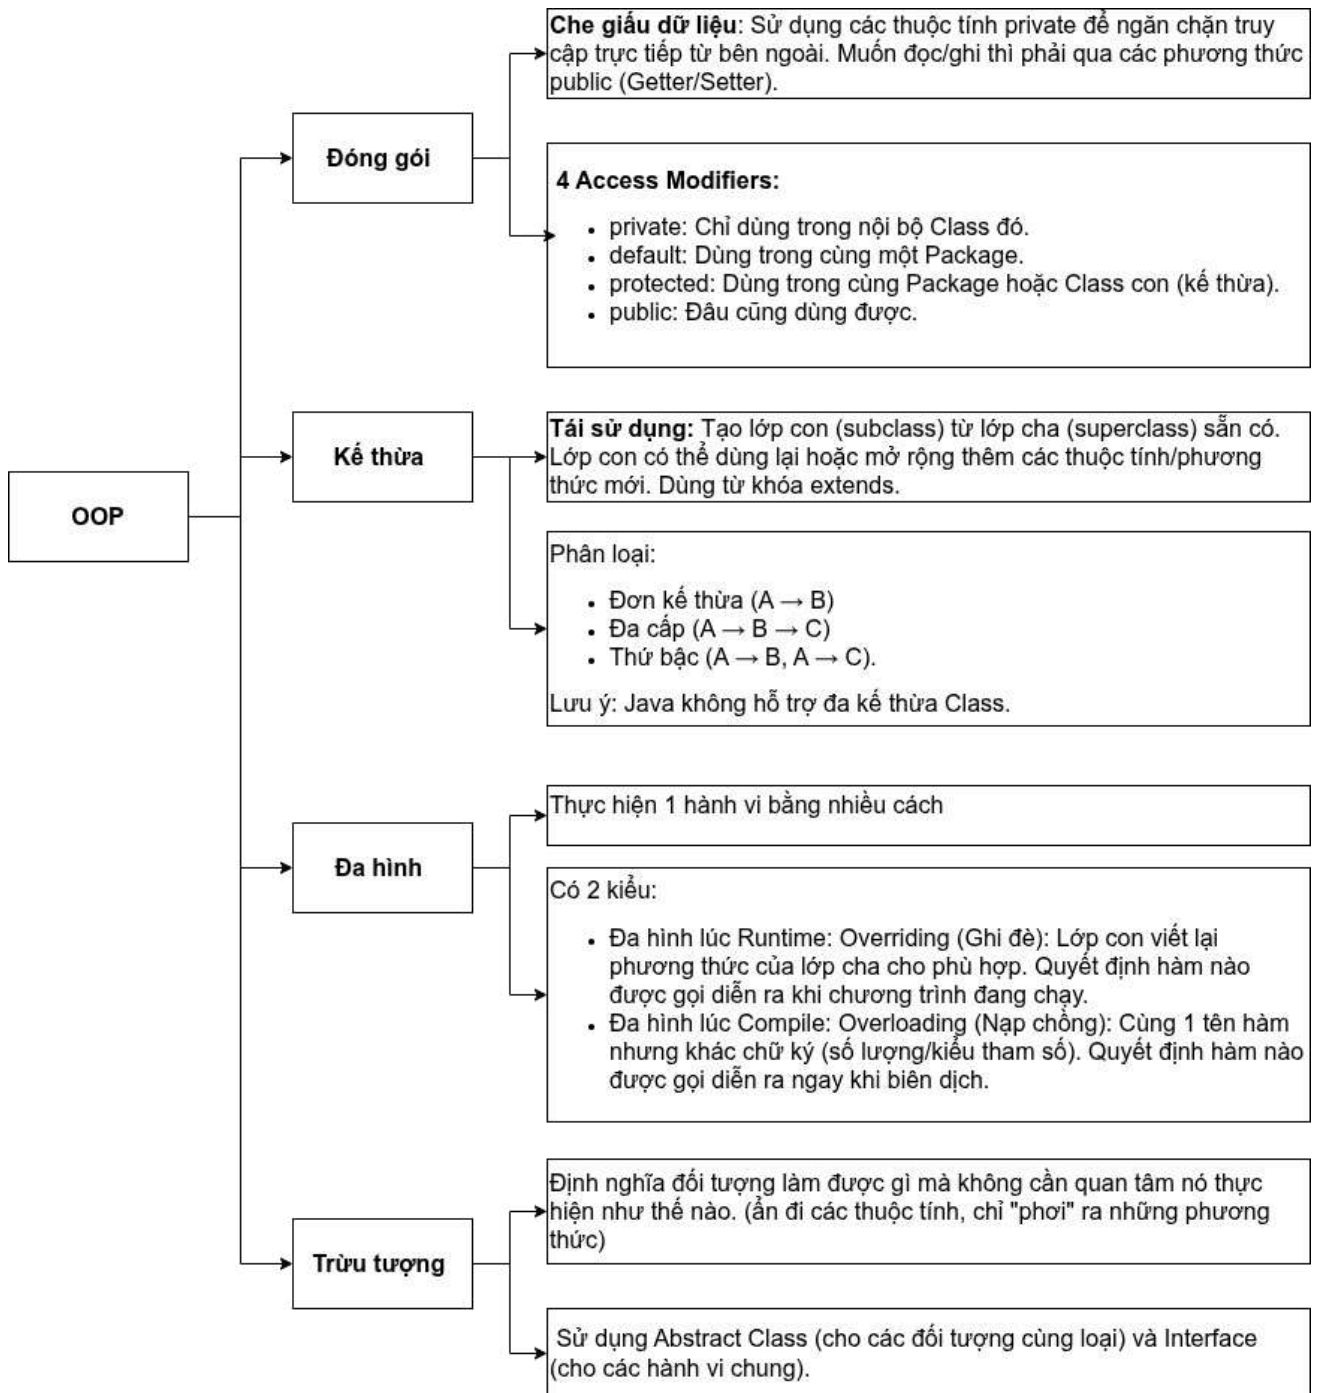 OOP
Đóng gói
Che giấu dữ liệu: Sử dụng các thuộc tính private để ngăn chặn truy
cập trực tiếp từ bên ngoài. Muốn đọc/ghi thì phải qua các phương thức
public (Getter/Setter).
4 Access Modifiers:
• private: Chỉ dùng trong nội bộ Class đó.
• default: Dùng trong cùng một Package.
• protected: Dùng trong cùng Package hoặc Class con (kế thừa).
• public: Đâu cũng dùng được.
Kế thừa
Tái sử dụng: Tạo lớp con (subclass) từ lớp cha (superclass) sẵn có.
Lớp con có thể dùng lại hoặc mở rộng thêm các thuộc tính/phương
thức mới. Dùng từ khóa extends.
Phân loại:
• Đơn kế thừa (A → B)
• Đa cấp (A → B → C)
• Thứ bậc (A → B, A → C).
Lưu ý: Java không hỗ trợ đa kế thừa Class.
Đa hình
Thực hiện 1 hành vi bằng nhiều cách
Có 2 kiểu:
• Đa hình lúc Runtime: Overriding (Ghi đè): Lớp con viết lại
phương thức của lớp cha cho phù hợp. Quyết định hàm nào
được gọi diễn ra khi chương trình đang chạy.
• Đa hình lúc Compile: Overloading (Nạp chồng): Cùng 1 tên hàm
nhưng khác chữ ký (số lượng/kiểu tham số). Quyết định hàm nào
được gọi diễn ra ngay khi biên dịch.
Trừu tượng
Định nghĩa đối tượng làm được gì mà không cần quan tâm nó thực
hiện như thế nào. (ẩn đi các thuộc tính, chỉ "phơi" ra những phương
thức)
Sử dụng Abstract Class (cho các đối tượng cùng loại) và Interface
(cho các hành vi chung).